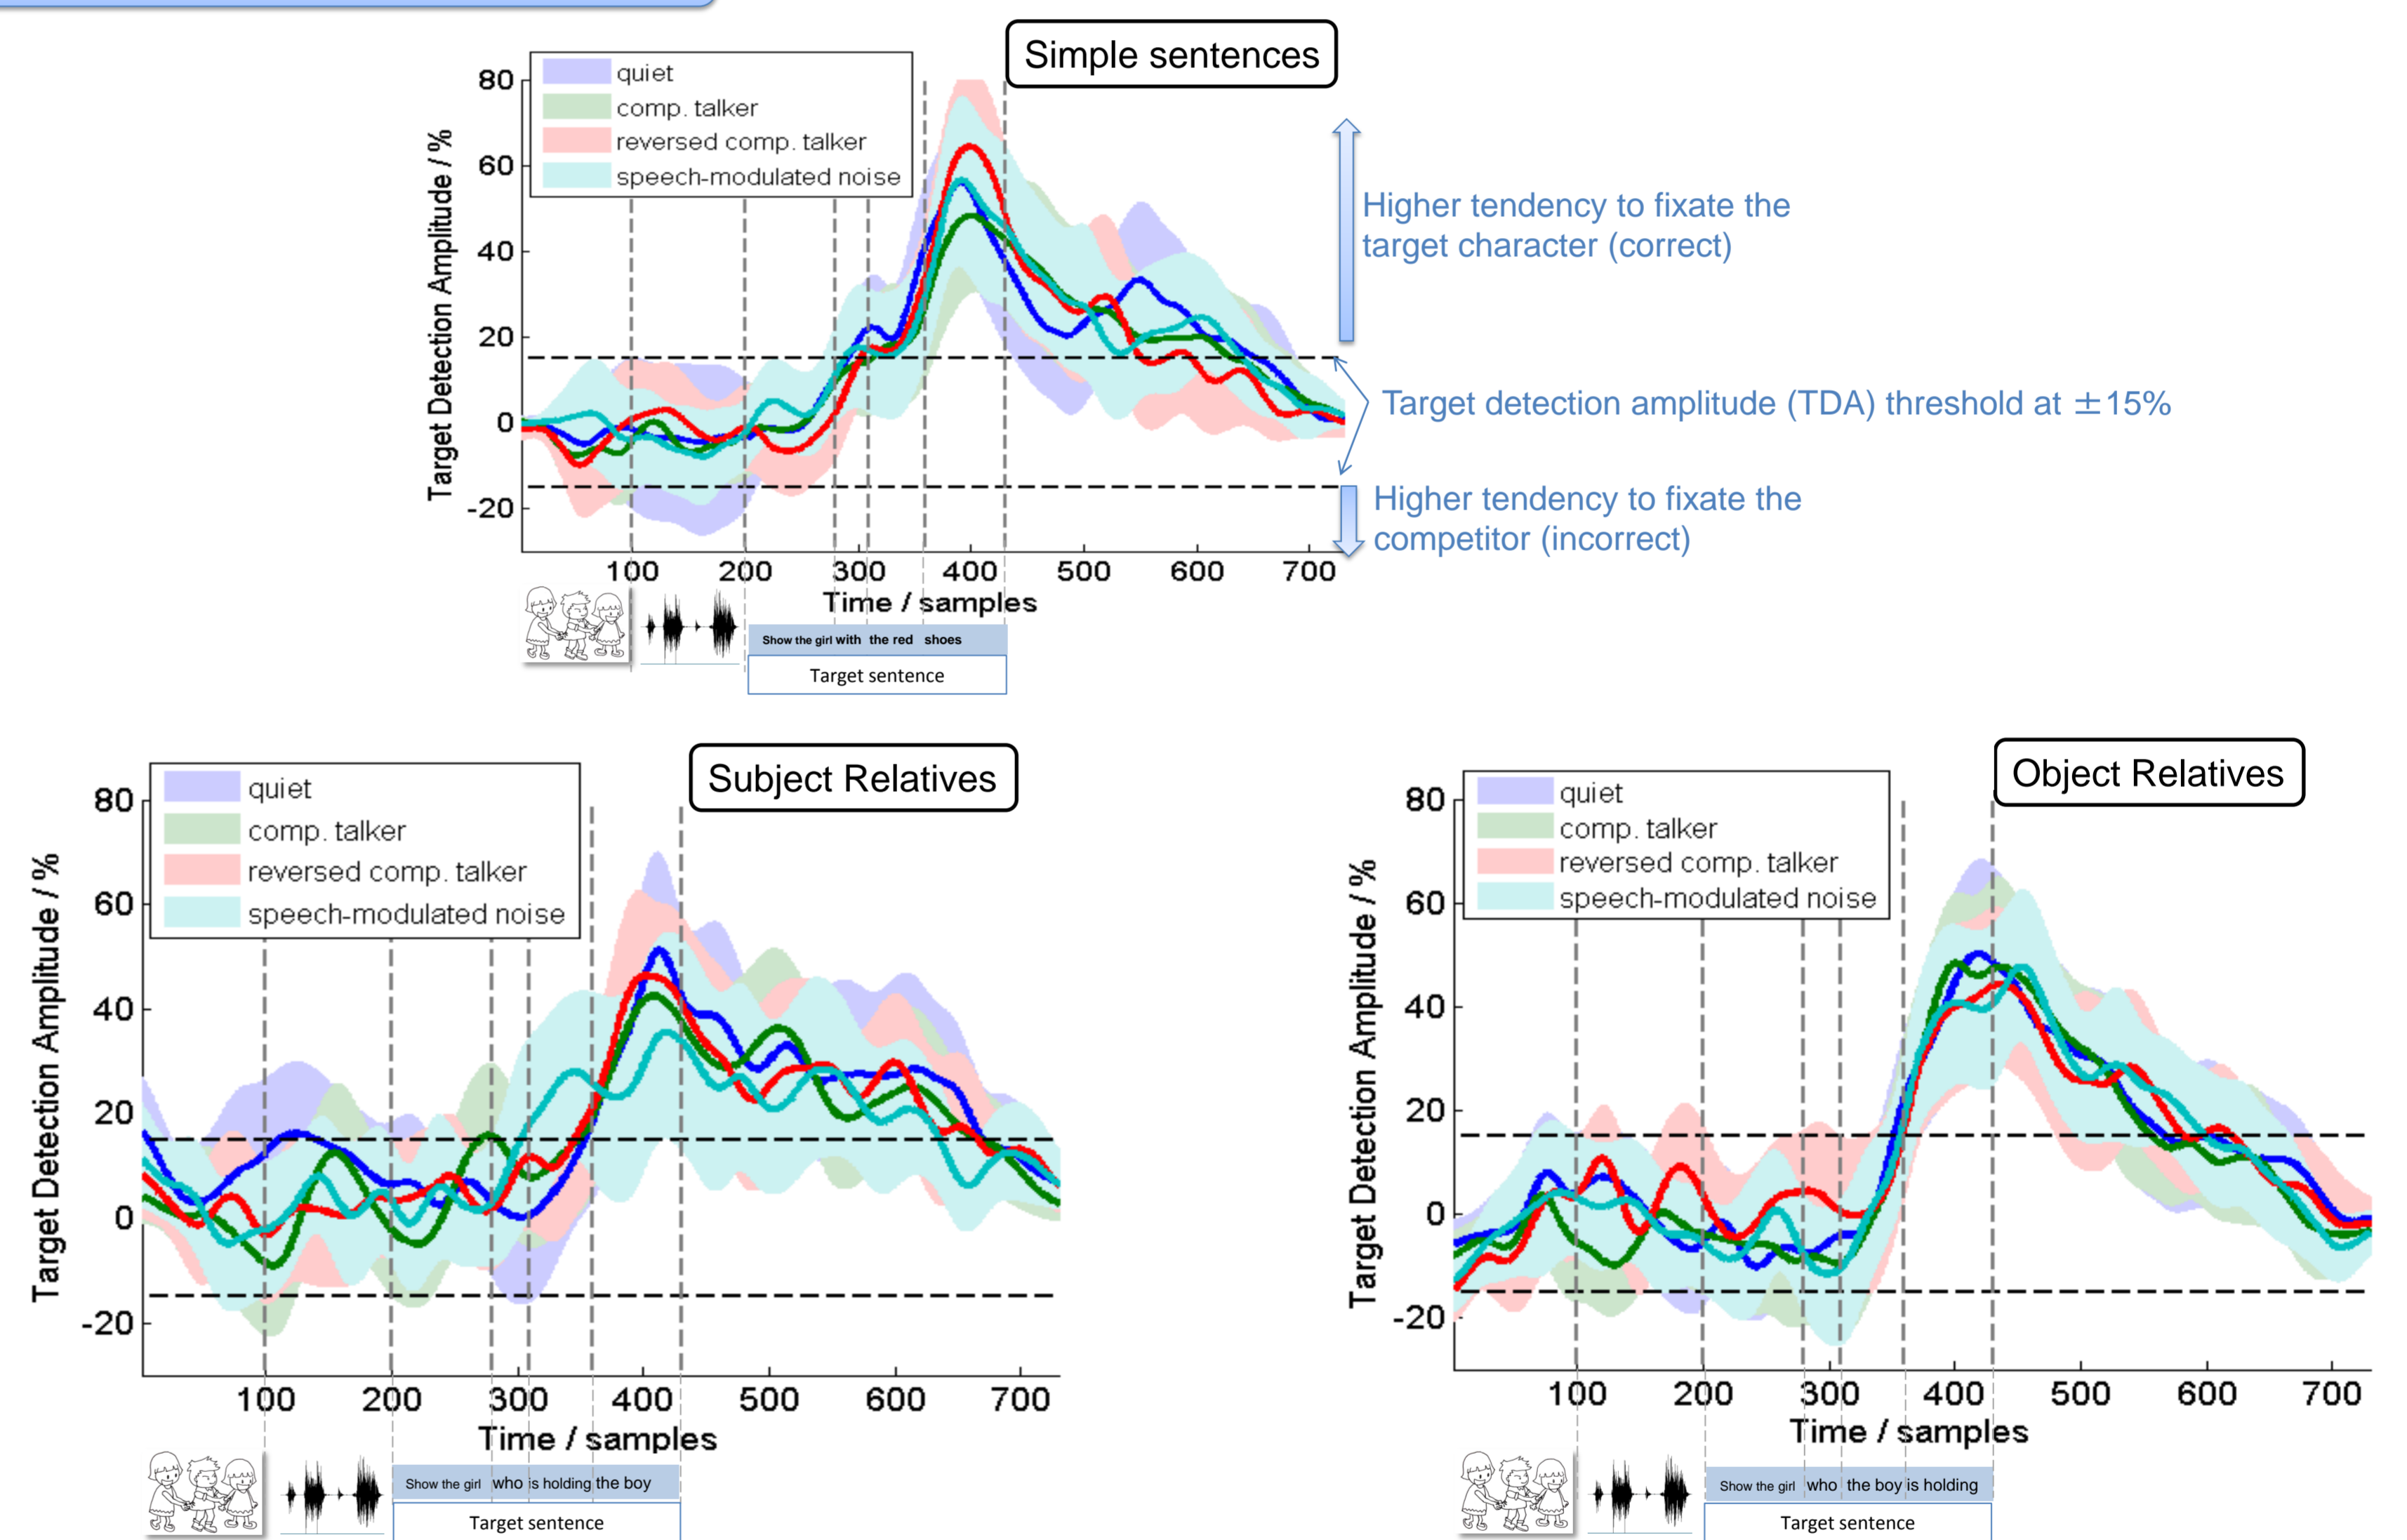 Simple sentences
quiet
comp. talker
reversed comp. talker
speech-modulated noise
Target Detection Amplitude / %
80
60
40
20
0
-20
100 200 300 400 500 600 700
Time / samples
Higher tendency to fixate the
target character (correct)
Target detection amplitude (TDA) threshold at ±15%
Higher tendency to fixate the
competitor (incorrect)
Show the girl with the red shoes
Target sentence
Subject Relatives
quiet
comp. talker
reversed comp. talker
speech-modulated noise
Target Detection Amplitude / %
80
60
40
20
0
-20
100 200 300 400 500 600 700
Time / samples
Show the girl who is holding the boy
Target sentence
Object Relatives
quiet
comp. talker
reversed comp. talker
speech-modulated noise
Target Detection Amplitude / %
80
60
40
20
0
-20
100 200 300 400 500 600 700
Time / samples
Show the girl who the boy is holding
Target sentence